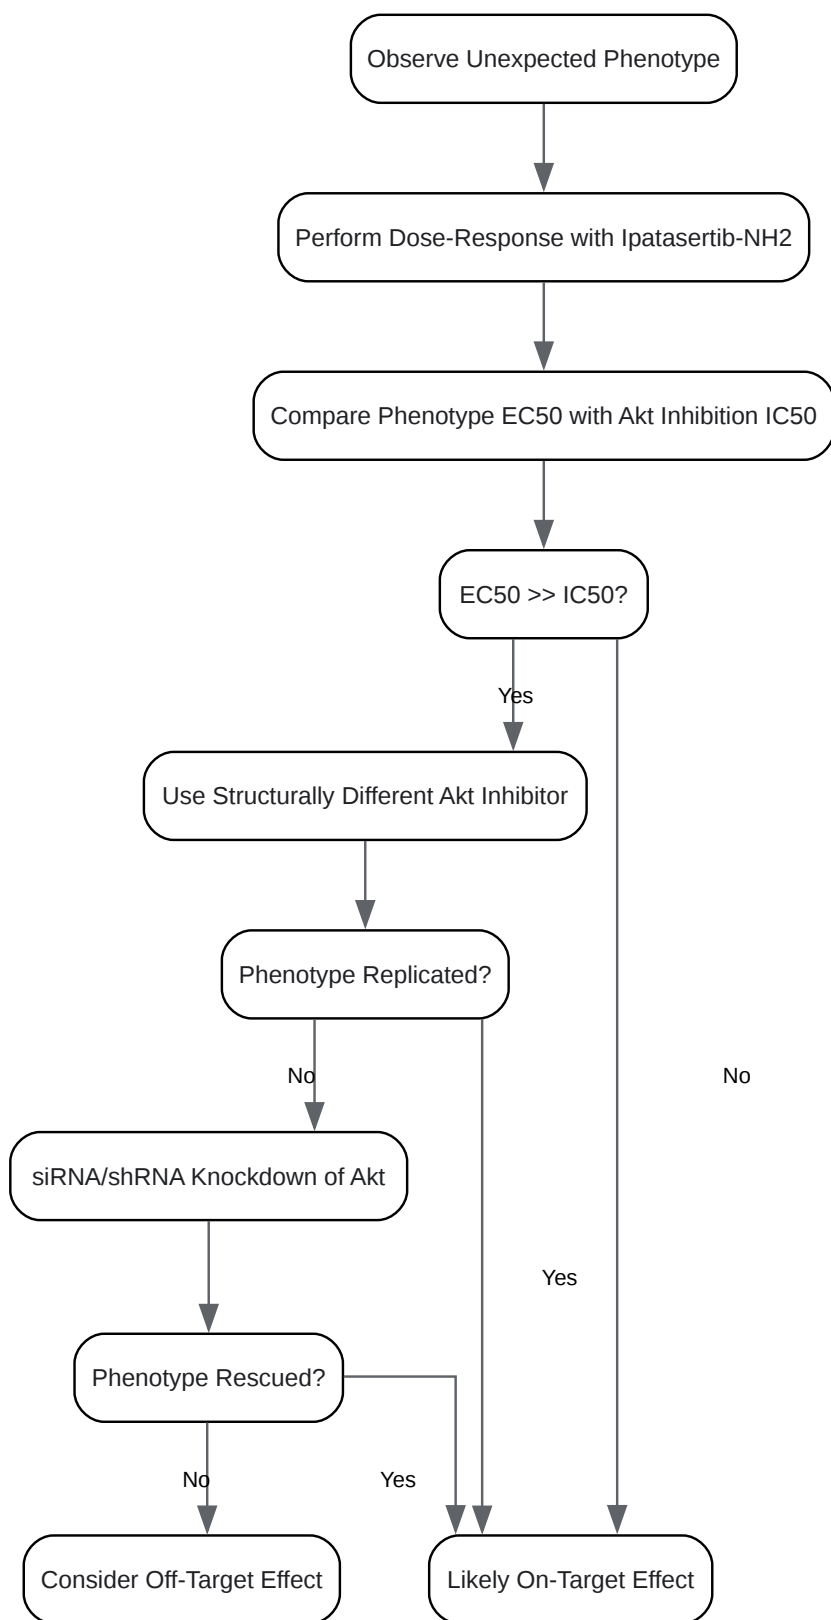 Observe Unexpected Phenotype
Perform Dose-Response with Ipatasertib-NH2
Compare Phenotype EC50 with Akt Inhibition IC50
EC50 >> IC50?
Yes
Use Structurally Different Akt Inhibitor
Phenotype Replicated?
No
No
siRNA/shRNA Knockdown of Akt
Yes
Phenotype Rescued?
No
Yes
Consider Off-Target Effect
Likely On-Target Effect